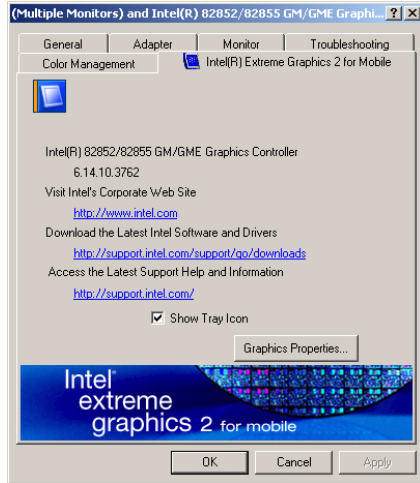 (Multiple Monitors) and Intel(R) 82852/82855 GM/GME Graphi...
General Adapter Monitor Troubleshooting
Color Management Intel(R) Extreme Graphics 2 for Mobile
Intel(R) 82852/82855 GM/GME Graphics Controller
6.14.10.3762
Visit Intel's Corporate Web Site
http://www.intel.com
Download the Latest Intel Software and Drivers
http://support.intel.com/support/go/downloads
Access the Latest Support Help and Information
http://support.intel.com/
Show Tray Icon
Graphics Properties...
Intel®
extreme
graphics 2 for mobile
OK Cancel Apply